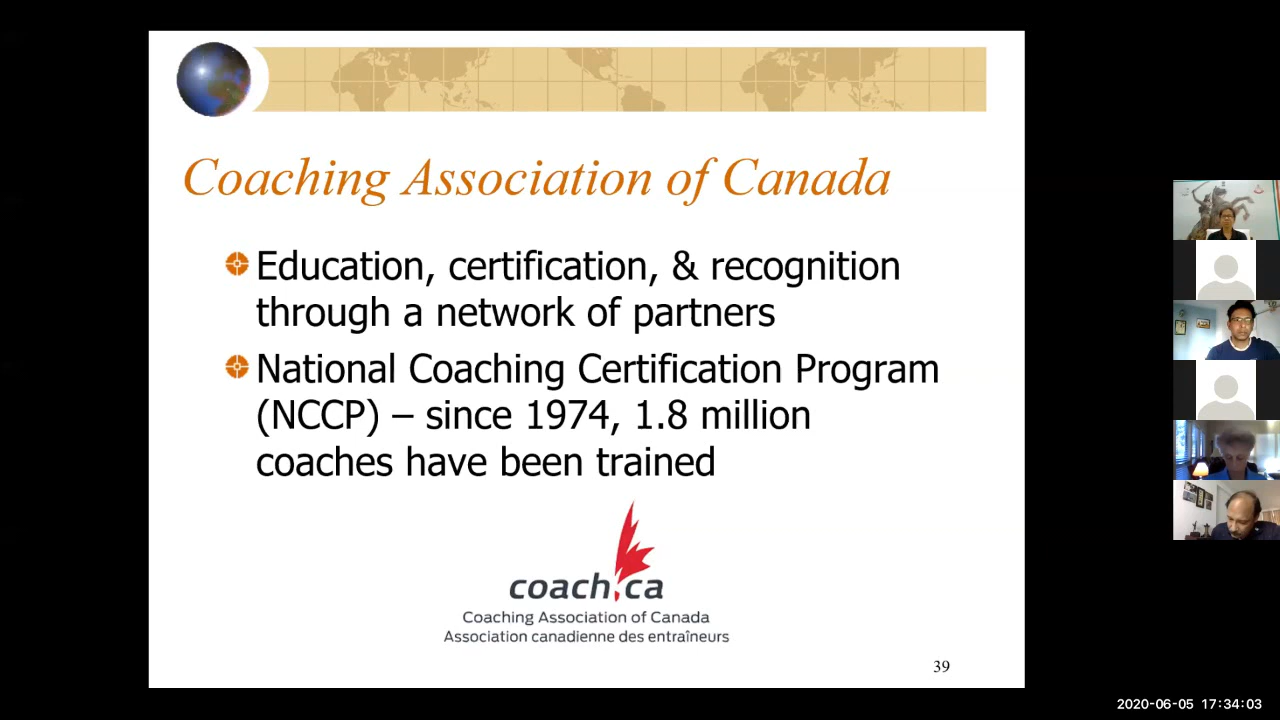 Coaching Association of Canada
Education, certification, & recognition
through a network of partners
National Coaching Certification Program
(NCCP) – since 1974, 1.8 million
coaches have been trained
coach.ca
Coaching Association of Canada
Association canadienne des entraîneurs
39
2020-06-05 17:34:03